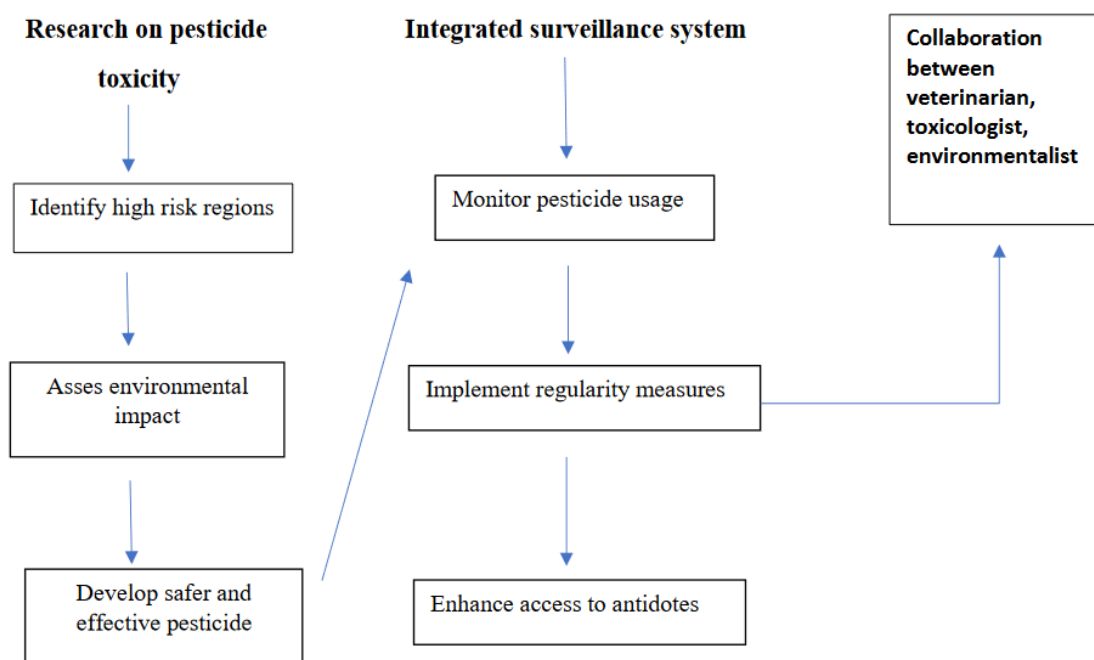 Research on pesticide
toxicity
Identify high risk regions
Asses environmental
impact
Develop safer and
effective pesticide
Integrated surveillance system
Monitor pesticide usage
Implement regularity measures
Enhance access to antidotes
Collaboration
between
veterinarian,
toxicologist,
environmentalist